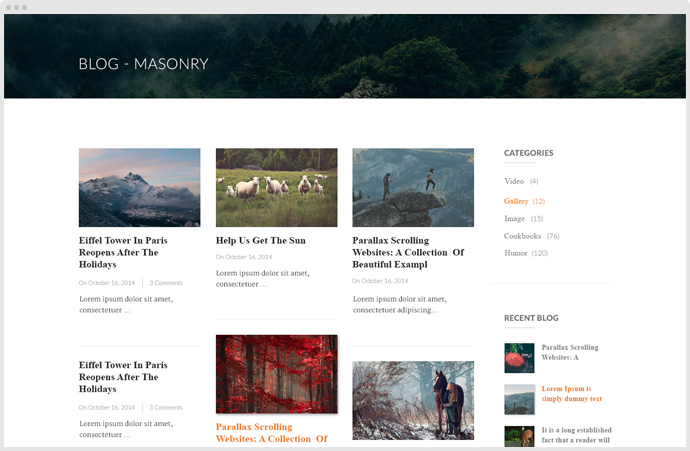 BLOG - MASONRY
Eiffel Tower In Paris
Reopens After The
Holidays
On October 16, 2014 | 3 Comments
Lorem ipsum dolor sit amet,
consectetuer ...
Eiffel Tower In Paris
Reopens After The
Holidays
On October 16, 2014 | 3 Comments
Lorem ipsum dolor sit amet,
consectetuer ...
Help Us Get The Sun
On October 16, 2014
Lorem ipsum dolor sit amet,
consectetuer ...
Parallax Scrolling
Websites: A Collection Of
Parallax Scrolling
Websites: A Collection Of
Beautiful Exampl
On October 16, 2014
Lorem ipsum dolor sit amet,
consectetuer adipiscing...
CATEGORIES
Video (4)
Gallery (12)
Image (15)
Cookbooks (76)
Humor (120)
RECENT BLOG
Parallax Scrolling
Websites: A
Lorem Ipsum is
simply dummy text
It is a long established
fact that a reader will